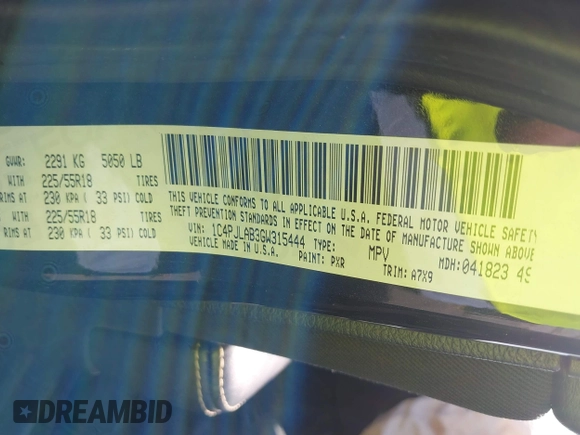 GVWR: 2291 KG 5050 LB
WITH 225/55R18 TIRES
RIMS AT 230 KPA ( 33 PSI) COLD
WITH 225/55R18 TIRES
RIMS AT 230 KPA ( 33 PSI) COLD
THIS VEHICLE CONFORMS TO ALL APPLICABLE U.S.A. FEDERAL MOTOR VEHICLE SAFETY
THEFT PREVENTION STANDARDS IN EFFECT ON THE DATE OF MANUFACTURE SHOWN ABOVE
VIN: 1C4PJLAB3GW315444 TYPE: MPV MDH: 041823 49
VEHICLE MADE IN U.S.A. PAINT: PXR TRIM: A7X9
DREAMBID